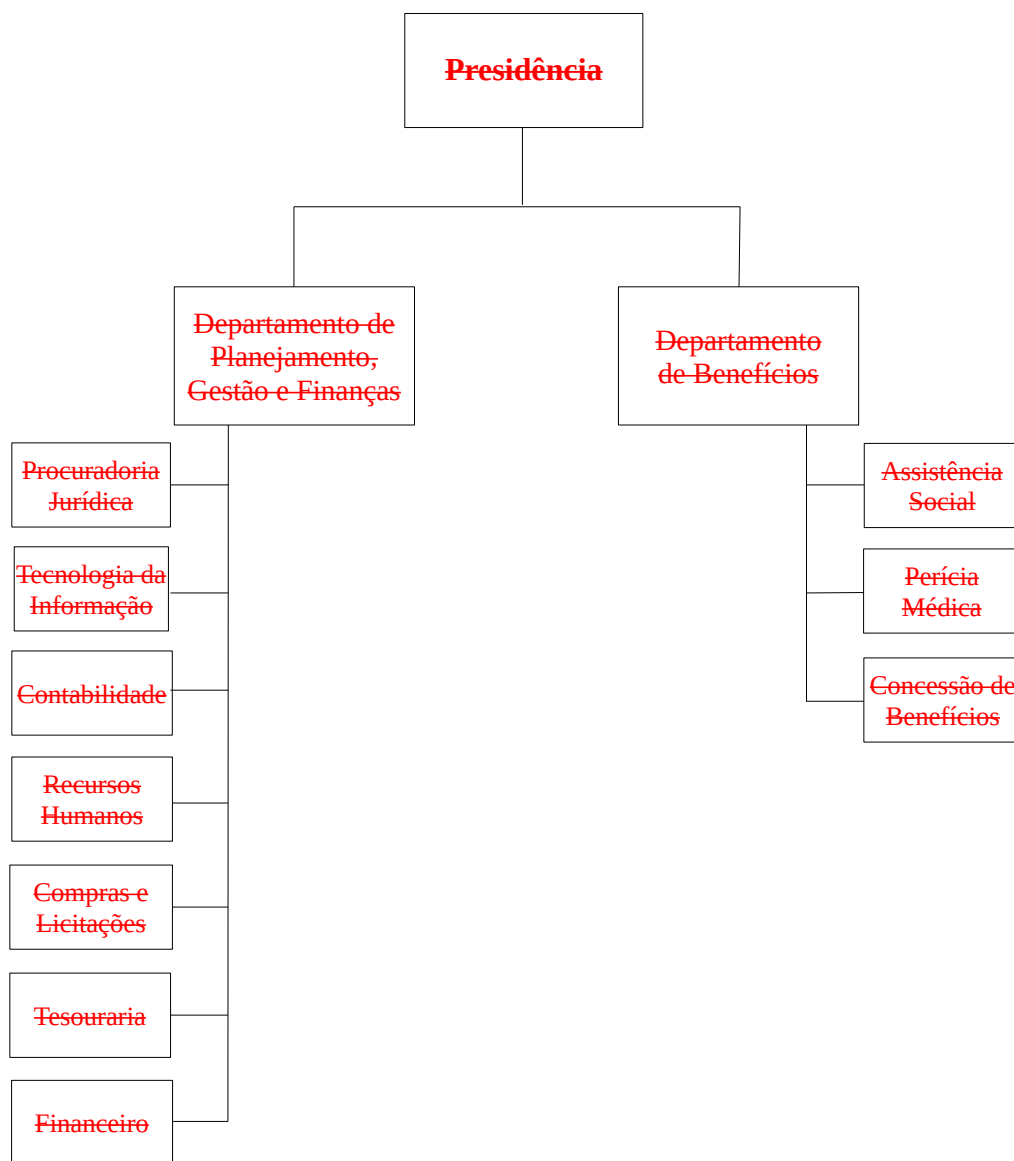 Presidência
Departamento de
Planejamento,
Gestão e Finanças
Departamento
de Benefícios
Procuradoria
Jurídica
Tecnologia da
Informação
Contabilidade
Recursos
Humanos
Compras e
Licitações
Tesouraria
Financeiro
Assistência
Social
Perícia
Médica
Concessão de
Benefícios